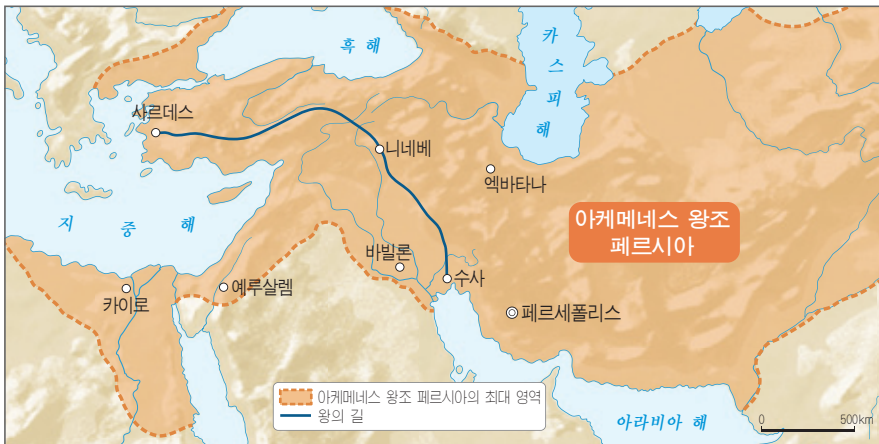 흑 해
카
스
피
해
사르데스
니네베
엑바타나
지 중 해
아케메네스 왕조
페르시아
바빌론
수사
카이로
예루살렘
페르세폴리스
아케메네스 왕조 페르시아의 최대 영역
왕의 길
아라비아 해
0 500km